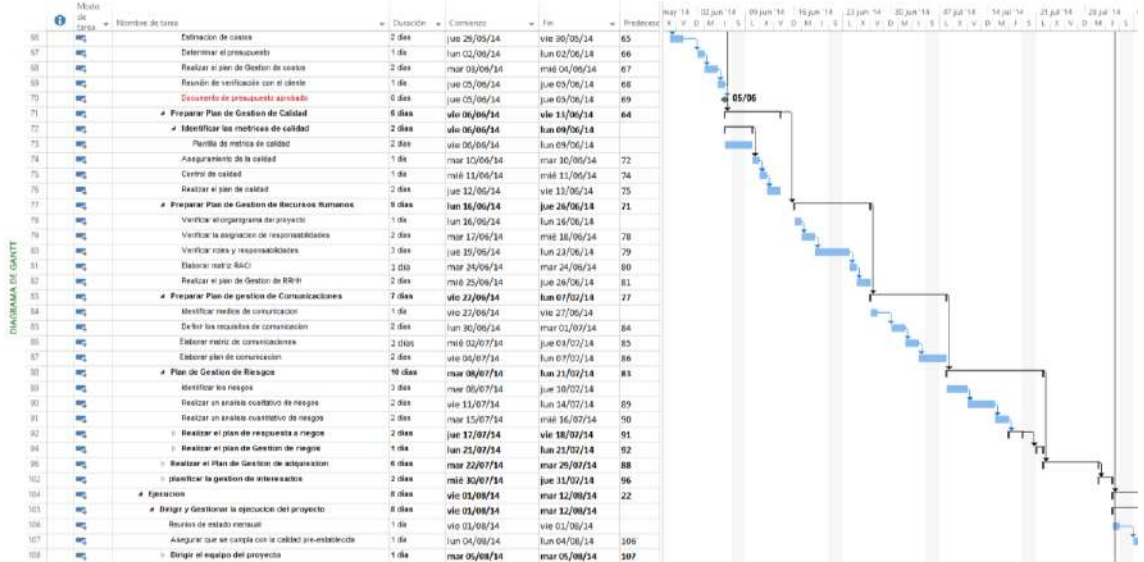 Modo de tarea Nombre de tarea Duración Comienzo Fin Predeceso may '14 02 jun '14 09 jun '14 16 jun '14 23 jun '14 30 jun '14 07 jul '14 14 jul '14 21 jul '14 28 jul '14
66 Estimacion de costos 2 días jue 29/05/14 vie 30/05/14 65
67 Determinar el presupuesto 1 día lun 02/06/14 lun 02/06/14 66
68 Realizar el plan de Gestion de costos 2 días mar 03/06/14 mié 04/06/14 67
69 Reunión de verificación con el cliente 1 día jue 05/06/14 jue 05/06/14 68
70 Documento de presupuesto aprobado 0 días jue 05/06/14 jue 05/06/14 69 05/06
71 Preparar Plan de Gestion de Calidad 6 días vie 06/06/14 vie 13/06/14 64
72 Identificar las metricas de calidad 2 días vie 06/06/14 lun 09/06/14
73 Plantilla de metrica de calidad 2 días vie 06/06/14 lun 09/06/14
74 Aseguramiento de la calidad 1 día mar 10/06/14 mar 10/06/14 72
75 Control de calidad 1 día mié 11/06/14 mié 11/06/14 74
76 Realizar el plan de calidad 2 días jue 12/06/14 vie 13/06/14 75
77 Preparar Plan de Gestion de Recursos Humanos 9 días lun 16/06/14 jue 26/06/14 71
78 Verificar el organigrama del proyecto 1 día lun 16/06/14 lun 16/06/14
79 Verificar la asignacion de responsabilidades 2 días mar 17/06/14 mié 18/06/14 78
80 Verificar roles y responsabilidades 3 días jue 19/06/14 lun 23/06/14 79
81 Elaborar matriz RACI 1 día mar 24/06/14 mar 24/06/14 80
82 Realizar el plan de Gestion de RRHH 2 días mié 25/06/14 jue 26/06/14 81
83 Preparar Plan de gestion de Comunicaciones 7 días vie 27/06/14 lun 07/07/14 77
84 Identificar medios de comunicacion 1 día vie 27/06/14 vie 27/06/14
85 Definir los requisitos de comunicacion 2 días lun 30/06/14 mar 01/07/14 84
86 Elaborar matriz de comunicaciones 2 días mié 02/07/14 jue 03/07/14 85
87 Elaborar plan de comunicacion 2 días vie 04/07/14 lun 07/07/14 86
88 Plan de Gestion de Riesgos 10 días mar 08/07/14 lun 21/07/14 83
89 Identificar los riesgos 3 días mar 08/07/14 jue 10/07/14
90 Realizar un analisis cualitativo de riesgos 2 días vie 11/07/14 lun 14/07/14 89
91 Realizar un analisis cuantitativo de riesgos 2 días mar 15/07/14 mié 16/07/14 90
92 Realizar el plan de respuesta a riegos 2 días jue 17/07/14 vie 18/07/14 91
94 Realizar el plan de Gestion de riegos 1 día lun 21/07/14 lun 21/07/14 92
96 Realizar el Plan de Gestion de adquisicion 6 días mar 22/07/14 mar 29/07/14 88
102 planificar la gestion de interesados 2 días mié 30/07/14 jue 31/07/14 96
104 Ejecucion 8 días vie 01/08/14 mar 12/08/14 22
105 Dirigir y Gestionar la ejecucion del proyecto 8 días vie 01/08/14 mar 12/08/14
106 Reunion de estado mensual 1 día vie 01/08/14 vie 01/08/14
107 Asegurar que se cumpla con la calidad pre-establecida 1 día lun 04/08/14 lun 04/08/14 106
108 Dirigir el equipo del proyecto 1 día mar 05/08/14 mar 05/08/14 107
DIAGRAMA DE GANTT